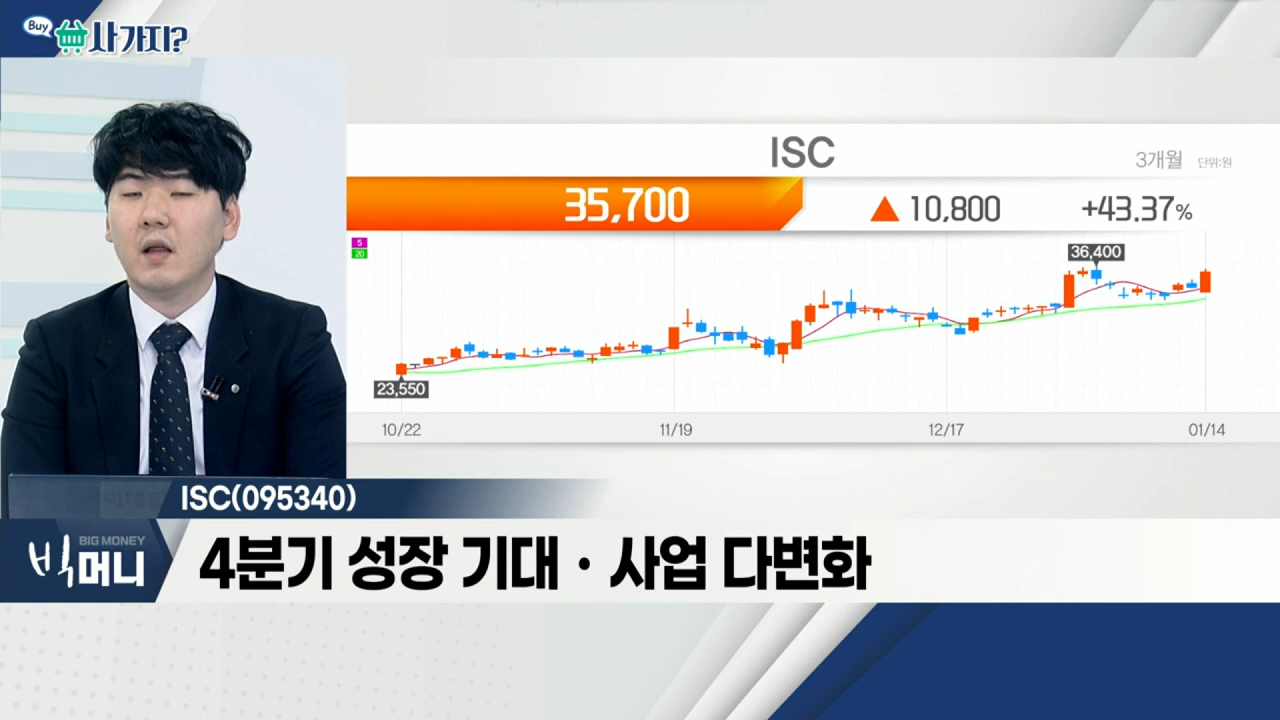 Buy
사가지?
ISC
3개월 단위:원
35,700
▲ 10,800
+43.37%
5
20
36,400
23,550
10/22
11/19
12/17
01/14
ISC(095340)
BIG MONEY
빅머니
4분기 성장 기대 · 사업 다변화